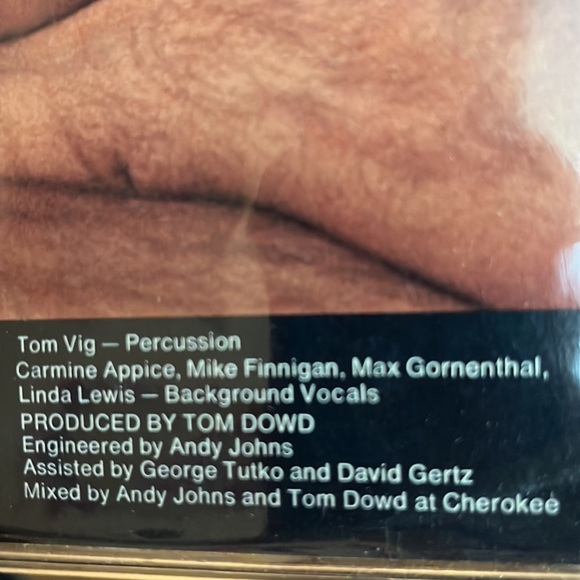 Tom Vig — Percussion
Carmine Appice, Mike Finnigan, Max Gornenthal,
Linda Lewis — Background Vocals
PRODUCED BY TOM DOWD
Engineered by Andy Johns
Assisted by George Tutko and David Gertz
Mixed by Andy Johns and Tom Dowd at Cherokee